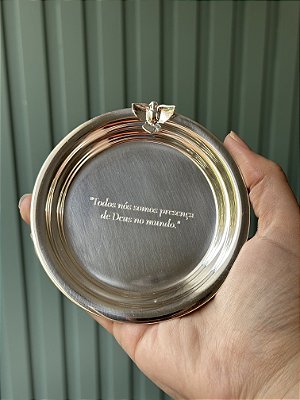 "Todos nós somos presença
de Deus no mundo."